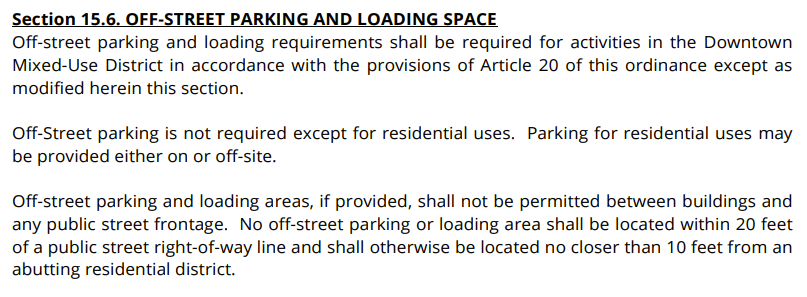 Section 15.6. OFF-STREET PARKING AND LOADING SPACE
Off-street parking and loading requirements shall be required for activities in the Downtown
Mixed-Use District in accordance with the provisions of Article 20 of this ordinance except as
modified herein this section.
Off-Street parking is not required except for residential uses.  Parking for residential uses may
be provided either on or off-site.
Off-street parking and loading areas, if provided, shall not be permitted between buildings and
any public street frontage.  No off-street parking or loading area shall be located within 20 feet
of a public street right-of-way line and shall otherwise be located no closer than 10 feet from an
abutting residential district.